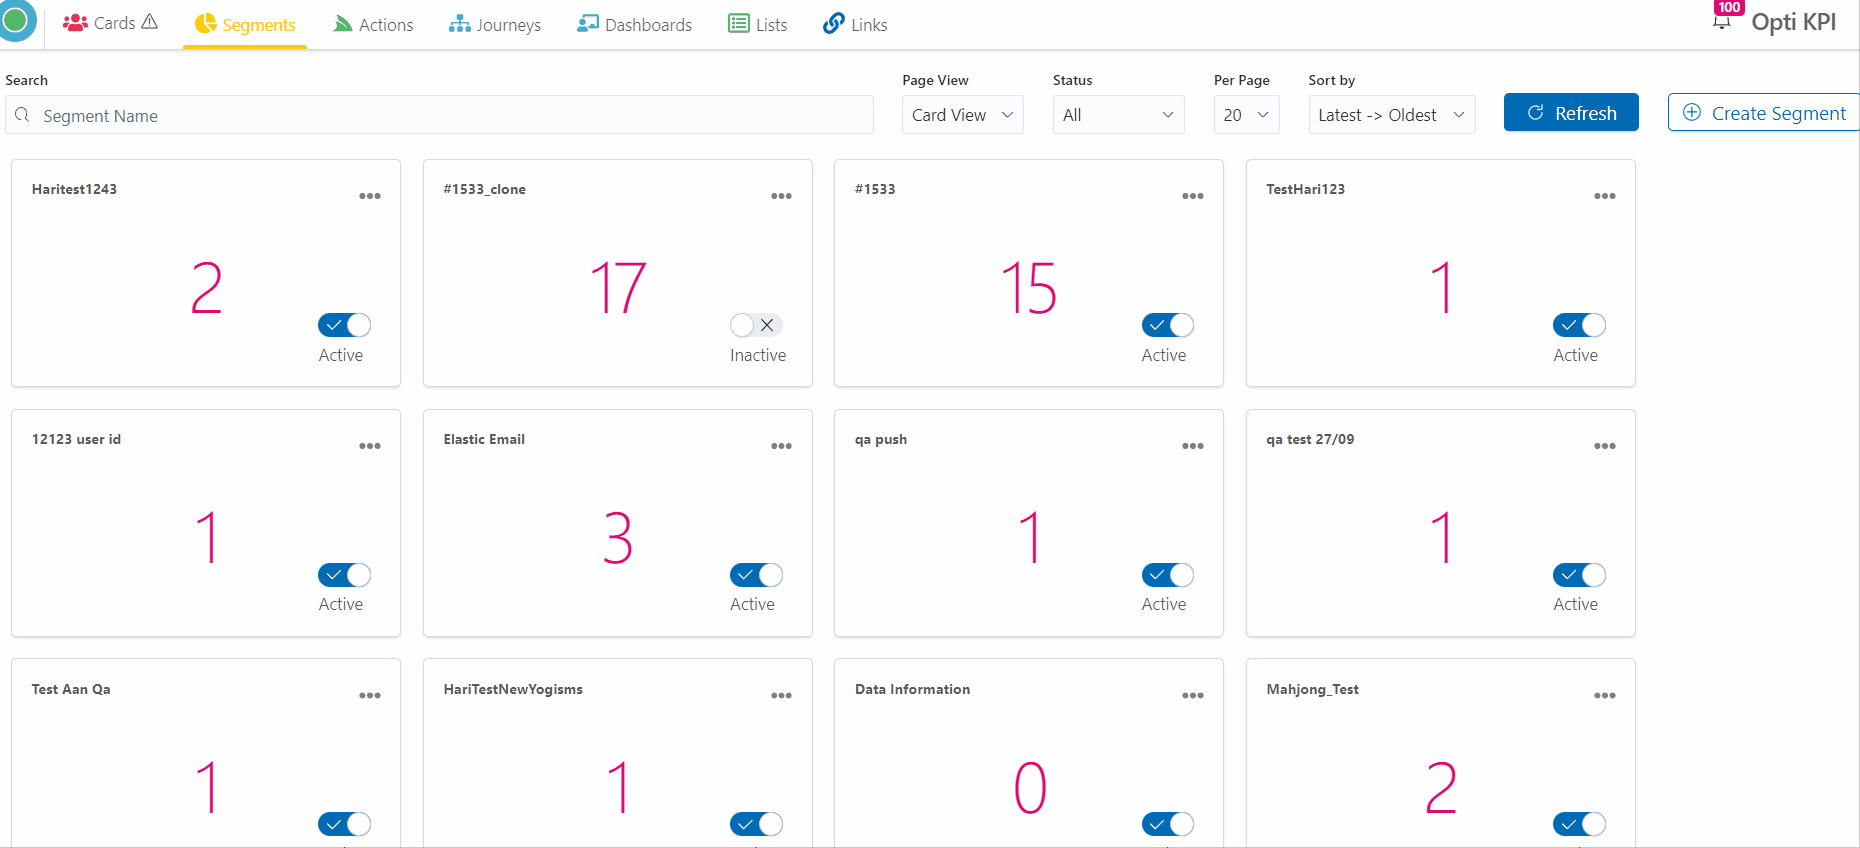 Cards Segments Actions Journeys Dashboards Lists Links 100 Opti KPI
Search Page View Status Per Page Sort by
Segment Name Card View All 20 Latest -> Oldest Refresh Create Segment
Haritest1243 #1533_clone #1533 TestHari123
2 17 15 1
Active Inactive Active Active
12123 user id Elastic Email qa push qa test 27/09
1 3 1 1
Active Active Active Active
Test Aan Qa HariTestNewYogisms Data Information Mahjong_Test
1 1 0 2